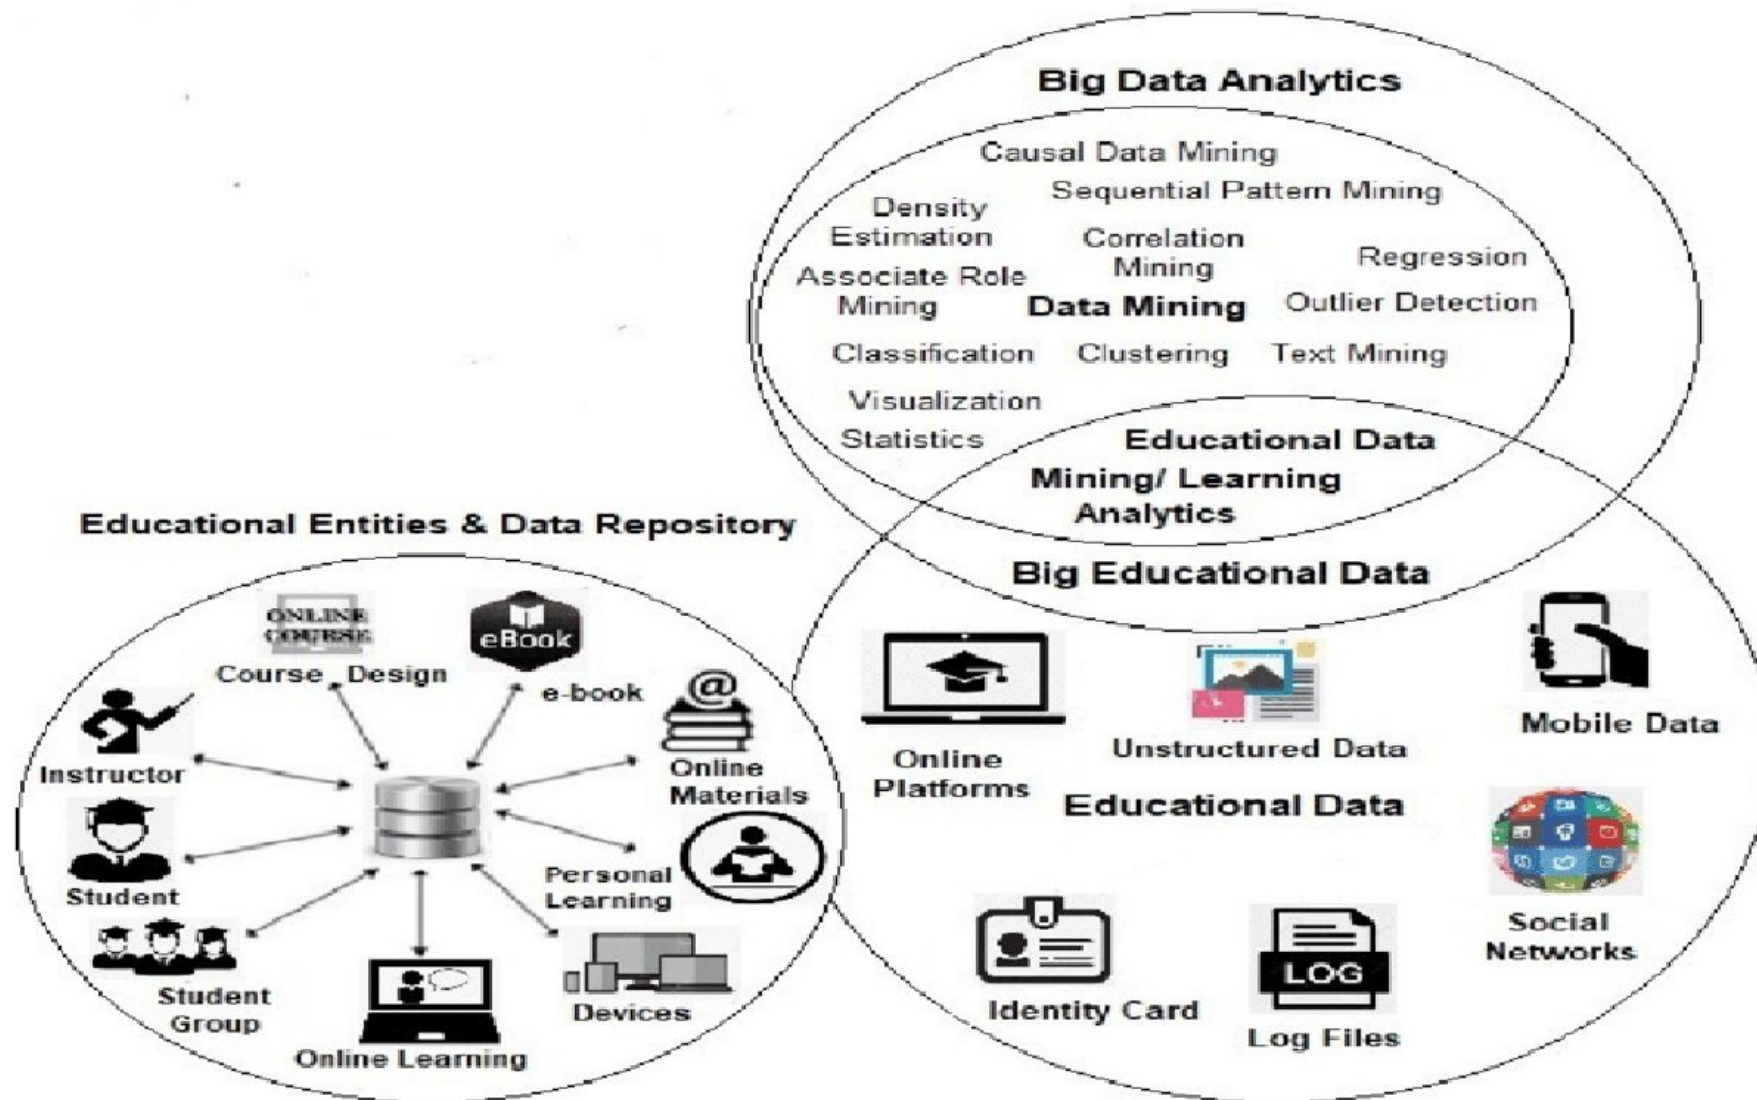 Big Data Analytics
Causal Data Mining
Sequential Pattern Mining
Density
Estimation
Correlation
Mining
Regression
Associate Role
Mining
Data Mining
Outlier Detection
Classification
Clustering
Text Mining
Visualization
Statistics
Educational Data
Mining/ Learning
Analytics
Big Educational Data
Educational Entities & Data Repository
ONLINE
COURSE
Course Design
eBook
e-book
@
Online
Materials
Instructor
Student
Personal
Learning
Student
Group
Online Learning
Devices
Online
Platforms
Unstructured Data
Mobile Data
Educational Data
Social
Networks
Identity Card
LOG
Log Files